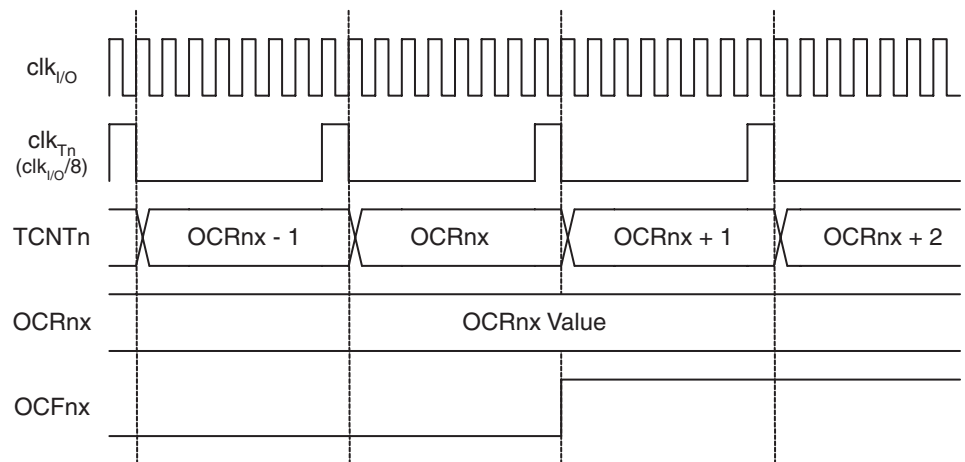 clkI/O
clkTn
(clkI/O/8)
TCNTn
OCRnx - 1
OCRnx
OCRnx + 1
OCRnx + 2
OCRnx
OCRnx Value
OCFnx